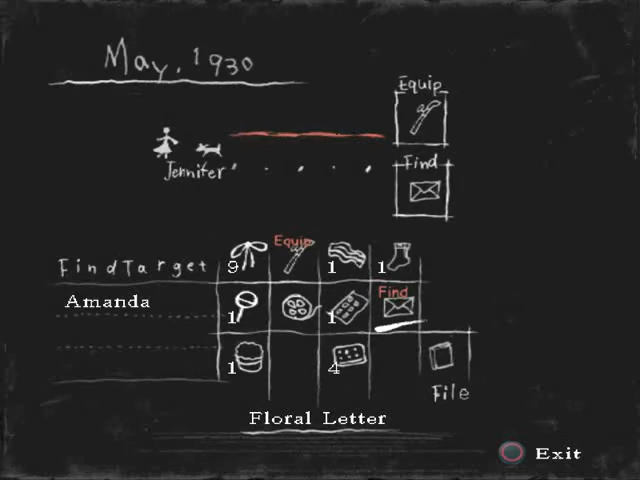 May, 1930
Equip
Find
Jennifer
Equip
9
1
1
FindTarget
Find
Amanda
1
1
1
4
File
Floral Letter
Exit